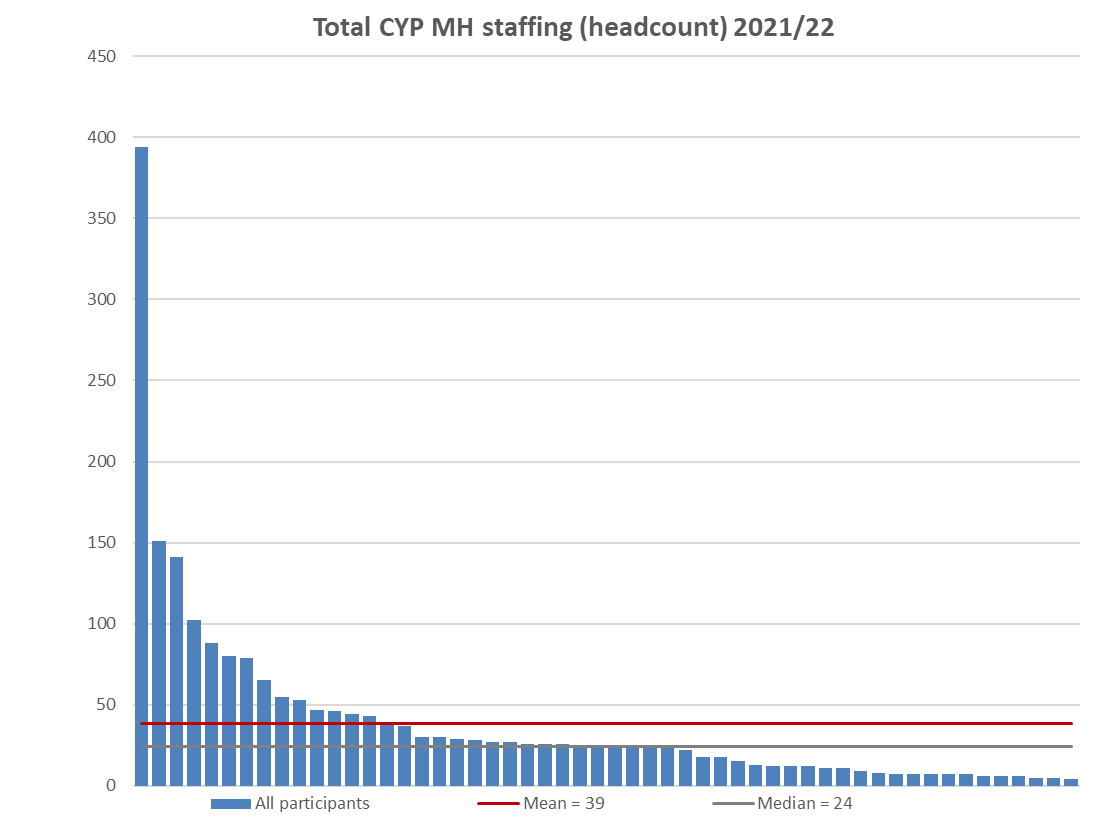 Total CYP MH staffing (headcount) 2021/22
450
400
350
300
250
200
150
100
50
0
All participants
Mean = 39
Median = 24